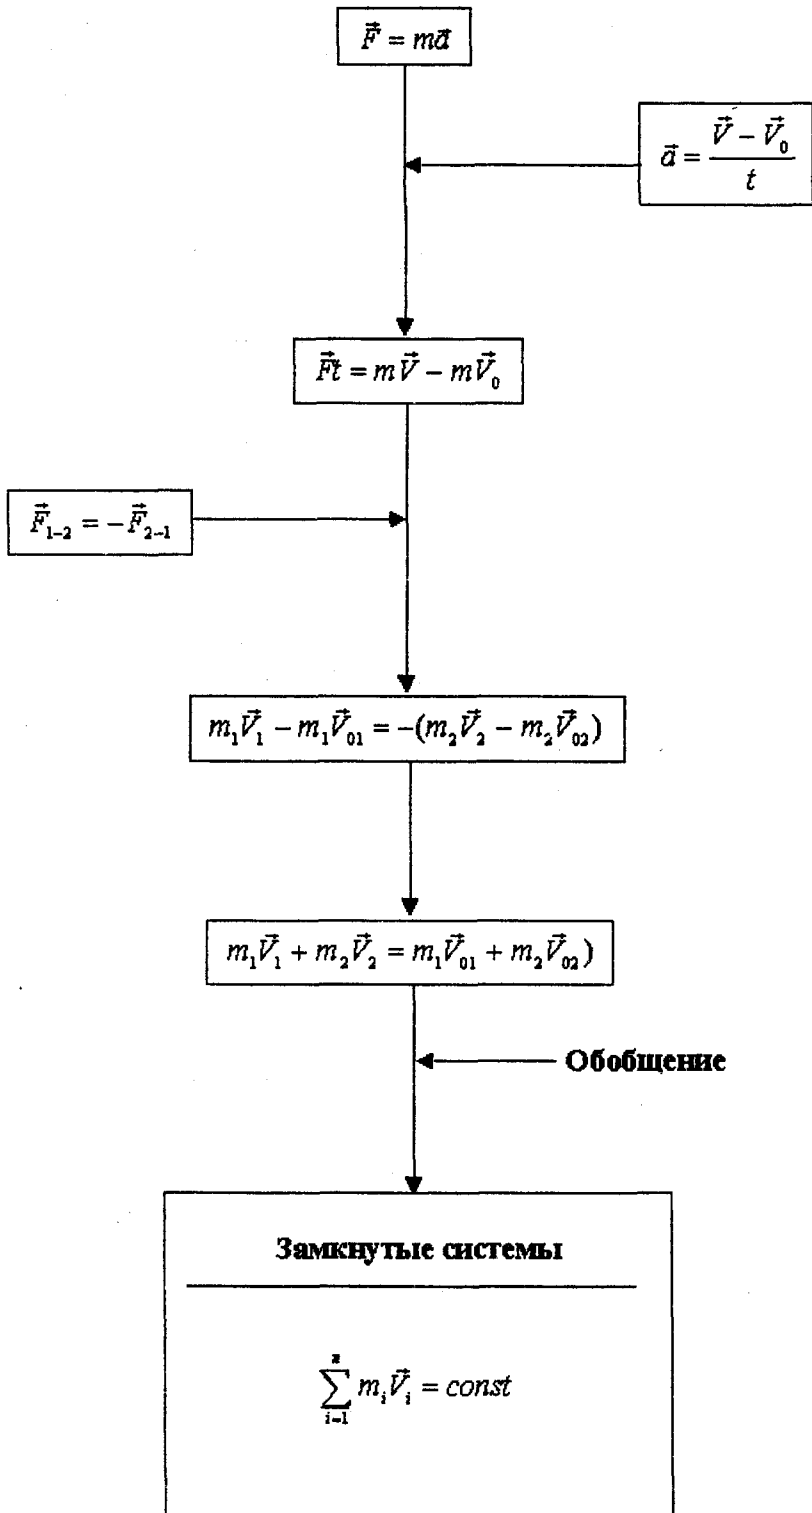 F⃗ = ma⃗
a⃗ = (V⃗ − V⃗₀) / t
F⃗t = mV⃗ − mV⃗₀
F⃗₁₋₂ = −F⃗₂₋₁
m₁V⃗₁ − m₁V⃗₀₁ = −(m₂V⃗₂ − m₂V⃗₀₂)
m₁V⃗₁ + m₂V⃗₂ = m₁V⃗₀₁ + m₂V⃗₀₂)
Обобщение
Замкнутые системы
∑ mᵢV⃗ᵢ = const